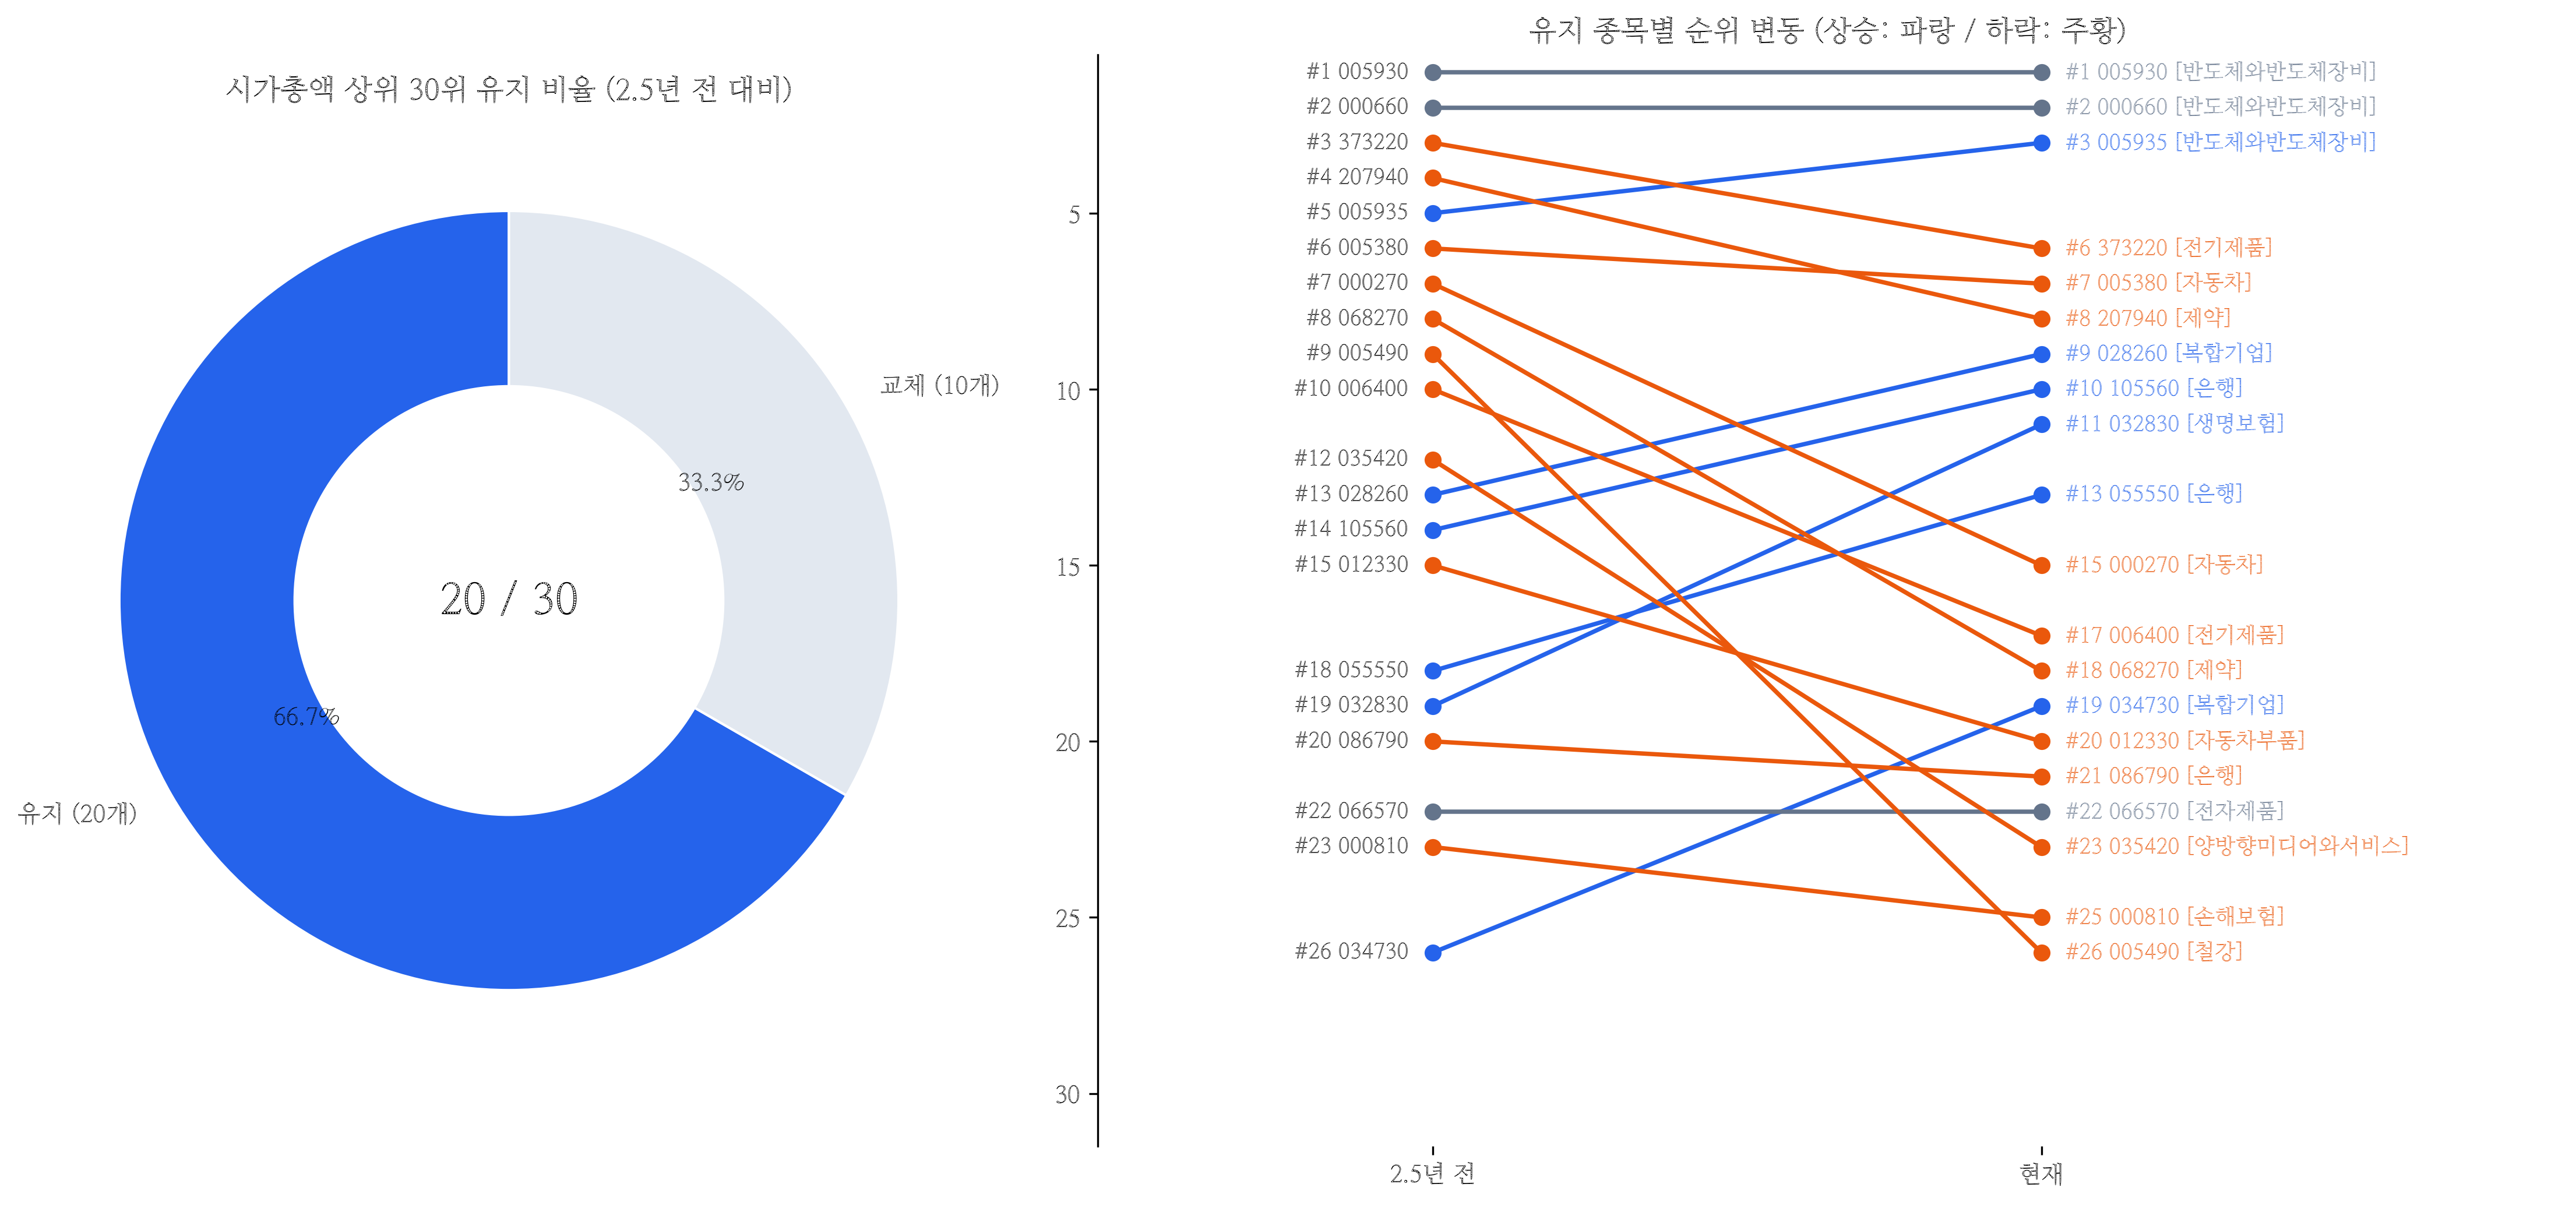 시가총액 상위 30위 유지 비율 (2.5년 전 대비)
교체 (10개)
33.3%
20 / 30
66.7%
유지 (20개)
유지 종목별 순위 변동 (상승: 파랑 / 하락: 주황)
5
10
15
20
25
30
#1 005930
#2 000660
#3 373220
#4 207940
#5 005935
#6 005380
#7 000270
#8 068270
#9 005490
#10 006400
#12 035420
#13 028260
#14 105560
#15 012330
#18 055550
#19 032830
#20 086790
#22 066570
#23 000810
#26 034730
#1 005930 [반도체와반도체장비]
#2 000660 [반도체와반도체장비]
#3 005935 [반도체와반도체장비]
#6 373220 [전기제품]
#7 005380 [자동차]
#8 207940 [제약]
#9 028260 [복합기업]
#10 105560 [은행]
#11 032830 [생명보험]
#13 055550 [은행]
#15 000270 [자동차]
#17 006400 [전기제품]
#18 068270 [제약]
#19 034730 [복합기업]
#20 012330 [자동차부품]
#21 086790 [은행]
#22 066570 [전자제품]
#23 035420 [양방향미디어와서비스]
#25 000810 [손해보험]
#26 005490 [철강]
2.5년 전
현재